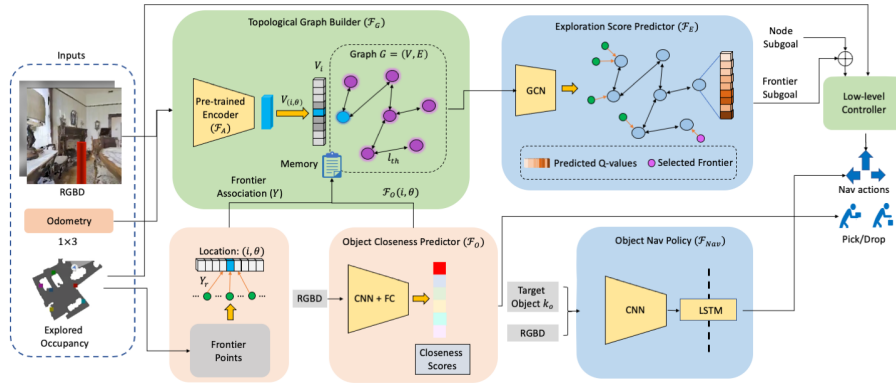 Inputs
RGBD
Odometry
1×3
Explored
Occupancy
Topological Graph Builder (ℱ_G)
Pre-trained
Encoder
(ℱ_A)
V_(i,θ)
V_i
Graph G = (V, E)
l_th
Memory
Frontier
Association (Y)
ℱ_O(i, θ)
Exploration Score Predictor (ℱ_E)
GCN
Predicted Q-values
Selected Frontier
Node
Subgoal
Frontier
Subgoal
Low-level
Controller
Nav actions
Pick/Drop
Location: (i, θ)
Y_r
... ... ...
Frontier
Points
Object Closeness Predictor (ℱ_O)
RGBD
CNN + FC
Closeness
Scores
Object Nav Policy (ℱ_Nav)
Target
Object k_o
RGBD
CNN
LSTM